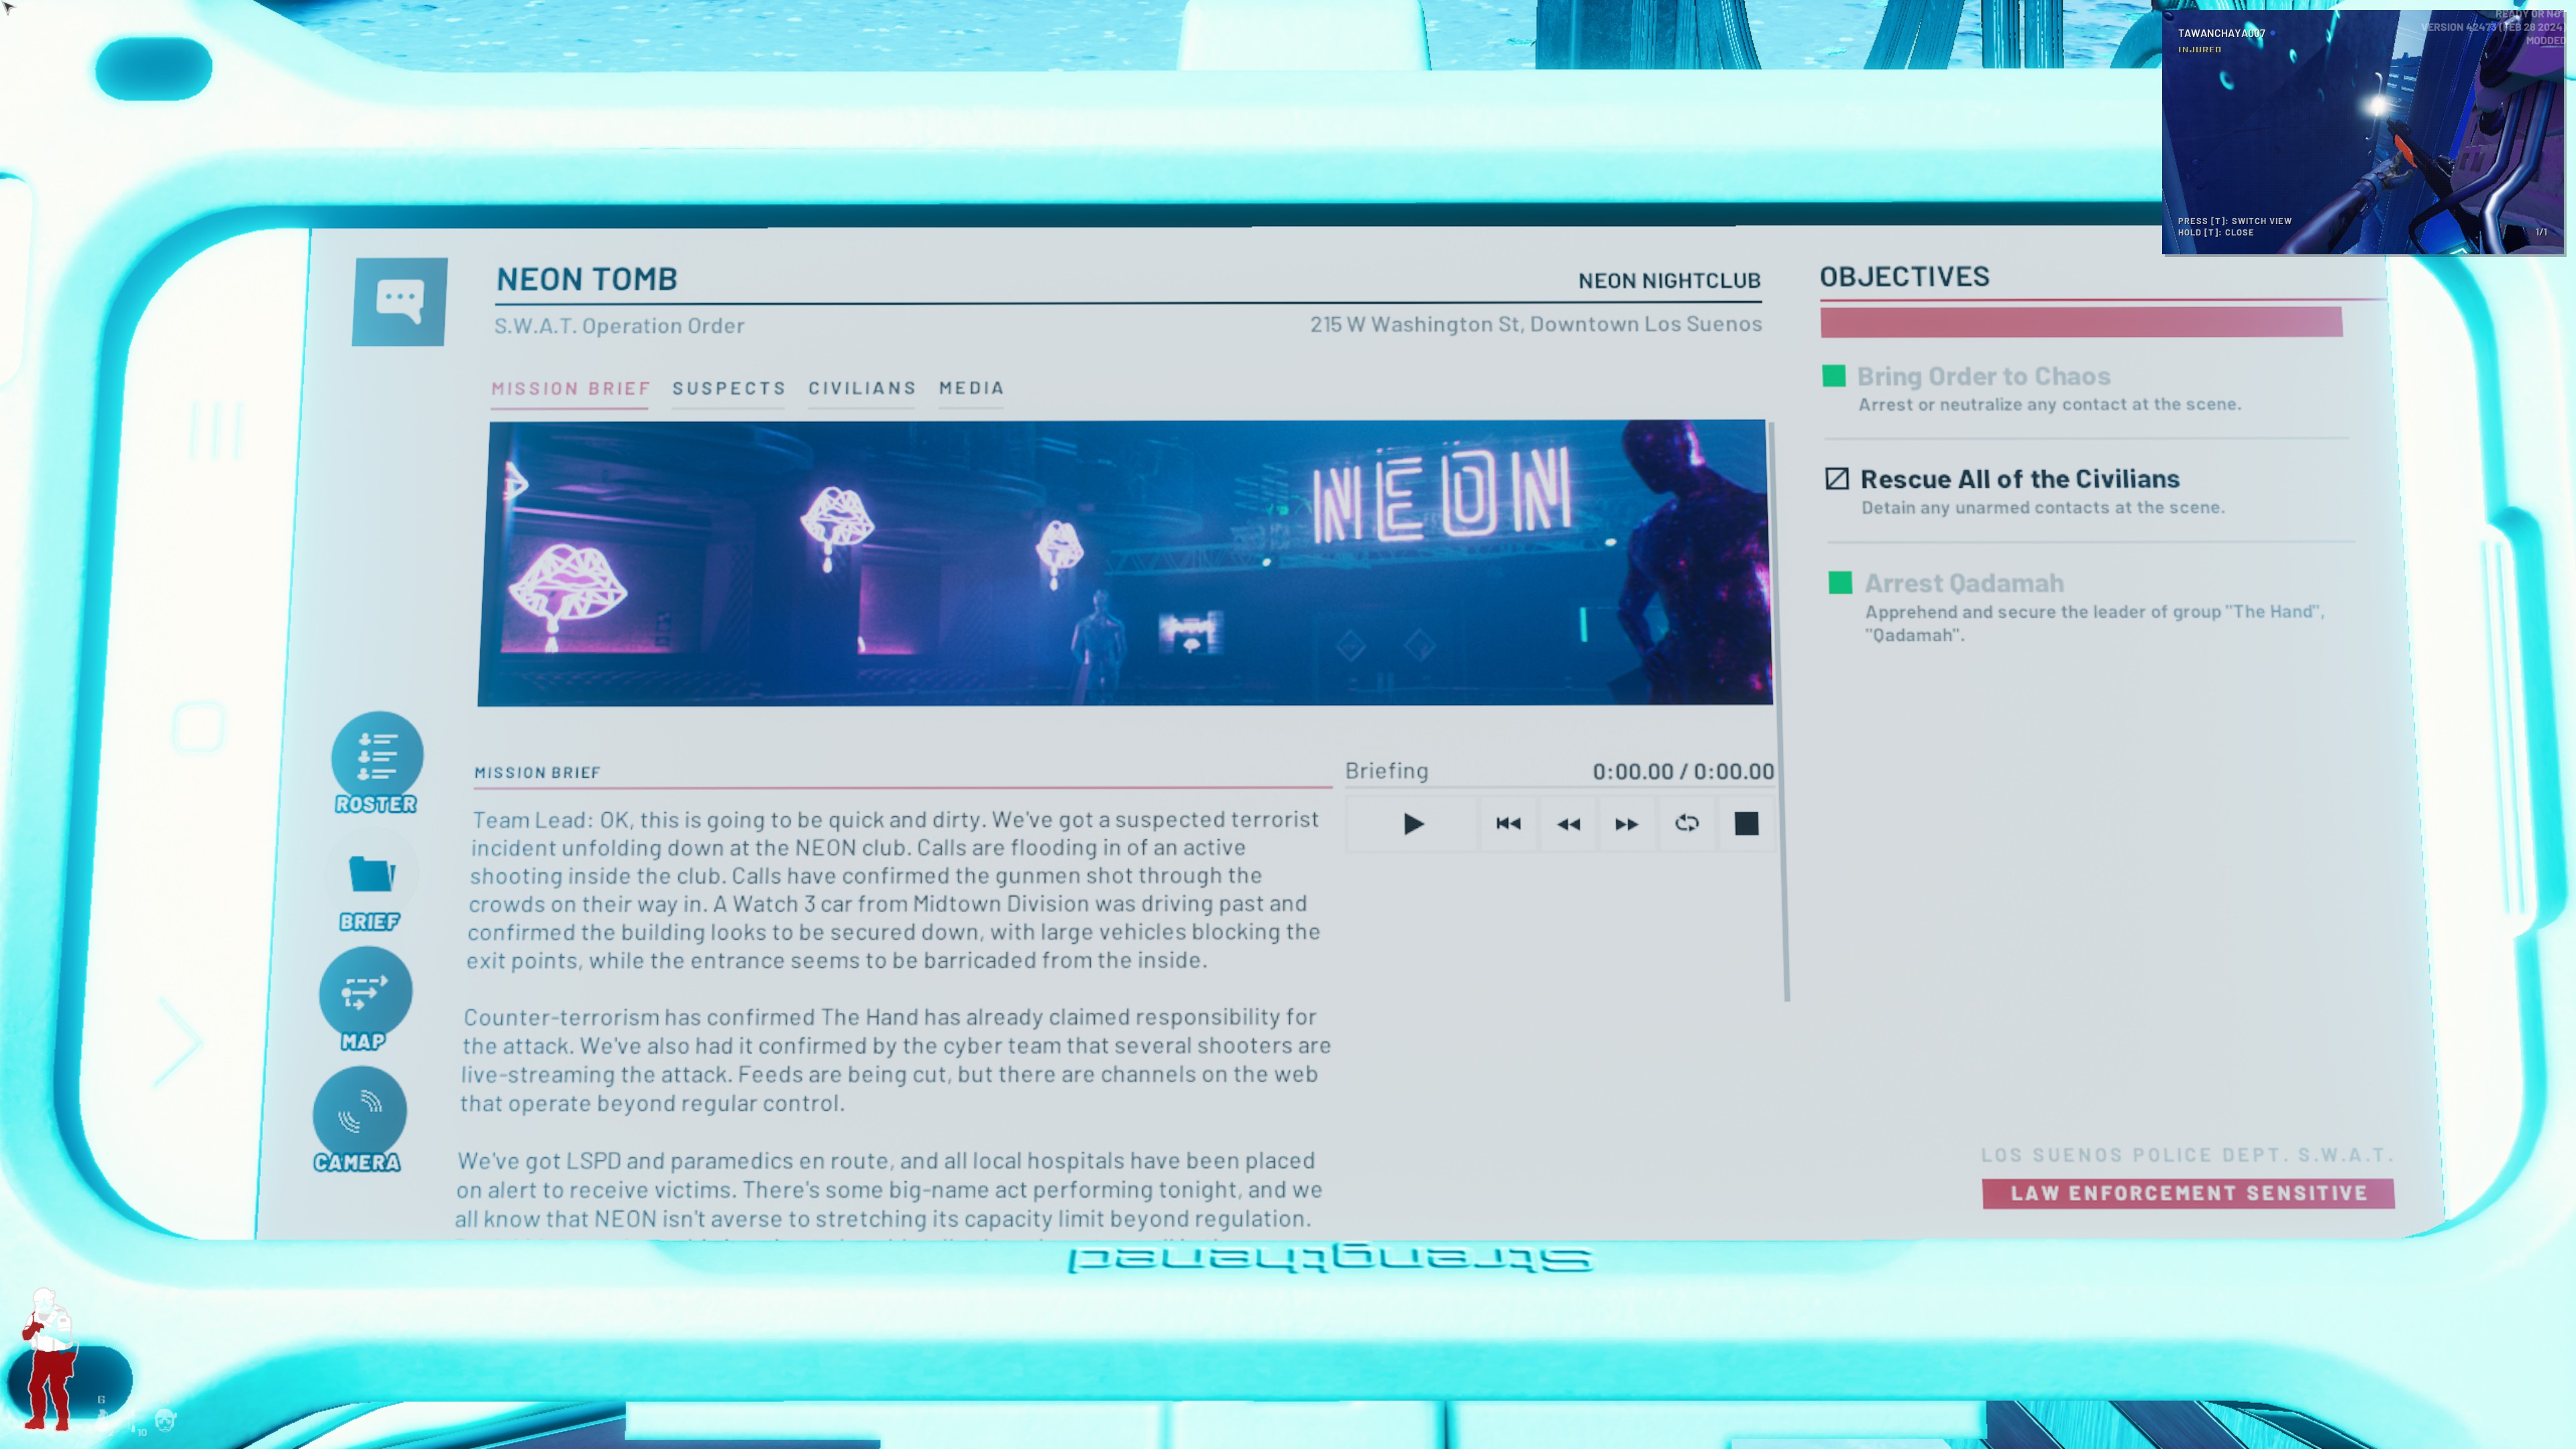 READY OR NOT
VERSION 42473 (FEB 28 2024)
MODDED
TAWANCHAYA007
INJURED
PRESS [T]: SWITCH VIEW
HOLD [T]: CLOSE
1/1
NEON TOMB
NEON NIGHTCLUB
S.W.A.T. Operation Order
215 W Washington St, Downtown Los Suenos
MISSION BRIEF SUSPECTS CIVILIANS MEDIA
NEON
OBJECTIVES
Bring Order to Chaos
Arrest or neutralize any contact at the scene.
Rescue All of the Civilians
Detain any unarmed contacts at the scene.
Arrest Qadamah
Apprehend and secure the leader of group "The Hand",
"Qadamah".
ROSTER
BRIEF
MAP
CAMERA
MISSION BRIEF
Team Lead: OK, this is going to be quick and dirty. We've got a suspected terrorist
incident unfolding down at the NEON club. Calls are flooding in of an active
shooting inside the club. Calls have confirmed the gunmen shot through the
crowds on their way in. A Watch 3 car from Midtown Division was driving past and
confirmed the building looks to be secured down, with large vehicles blocking the
exit points, while the entrance seems to be barricaded from the inside.
Counter-terrorism has confirmed The Hand has already claimed responsibility for
the attack. We've also had it confirmed by the cyber team that several shooters are
live-streaming the attack. Feeds are being cut, but there are channels on the web
that operate beyond regular control.
We've got LSPD and paramedics en route, and all local hospitals have been placed
on alert to receive victims. There's some big-name act performing tonight, and we
all know that NEON isn't averse to stretching its capacity limit beyond regulation.
Briefing
0:00.00 / 0:00.00
LOS SUENOS POLICE DEPT. S.W.A.T.
LAW ENFORCEMENT SENSITIVE
Strengthened
G
10